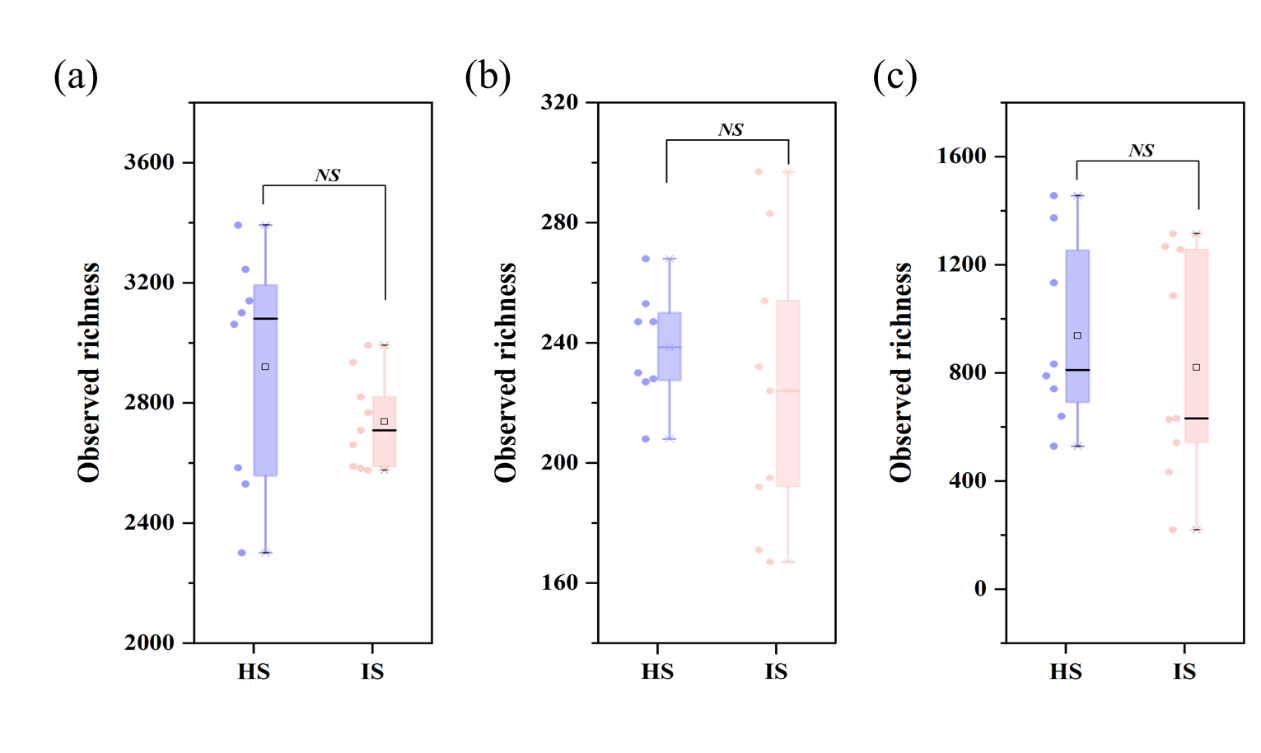 (a)
Observed richness
3600
3200
2800
2400
2000
NS
HS IS
(b)
Observed richness
320
280
240
200
160
NS
HS IS
(c)
Observed richness
1600
1200
800
400
0
NS
HS IS